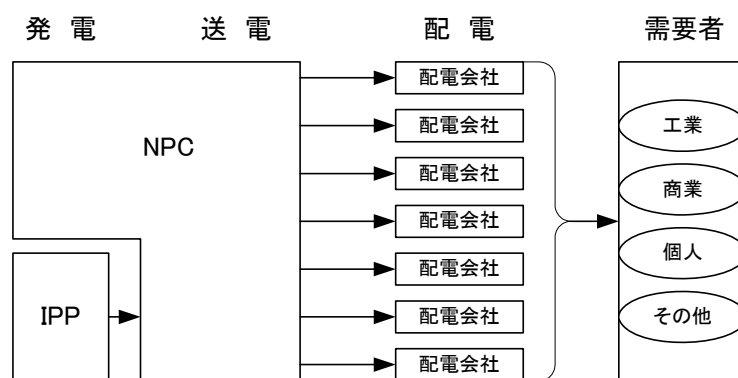 発 電 送 電 配 電 需要者
NPC
IPP
配電会社
配電会社
配電会社
配電会社
配電会社
配電会社
配電会社
工業
商業
個人
その他